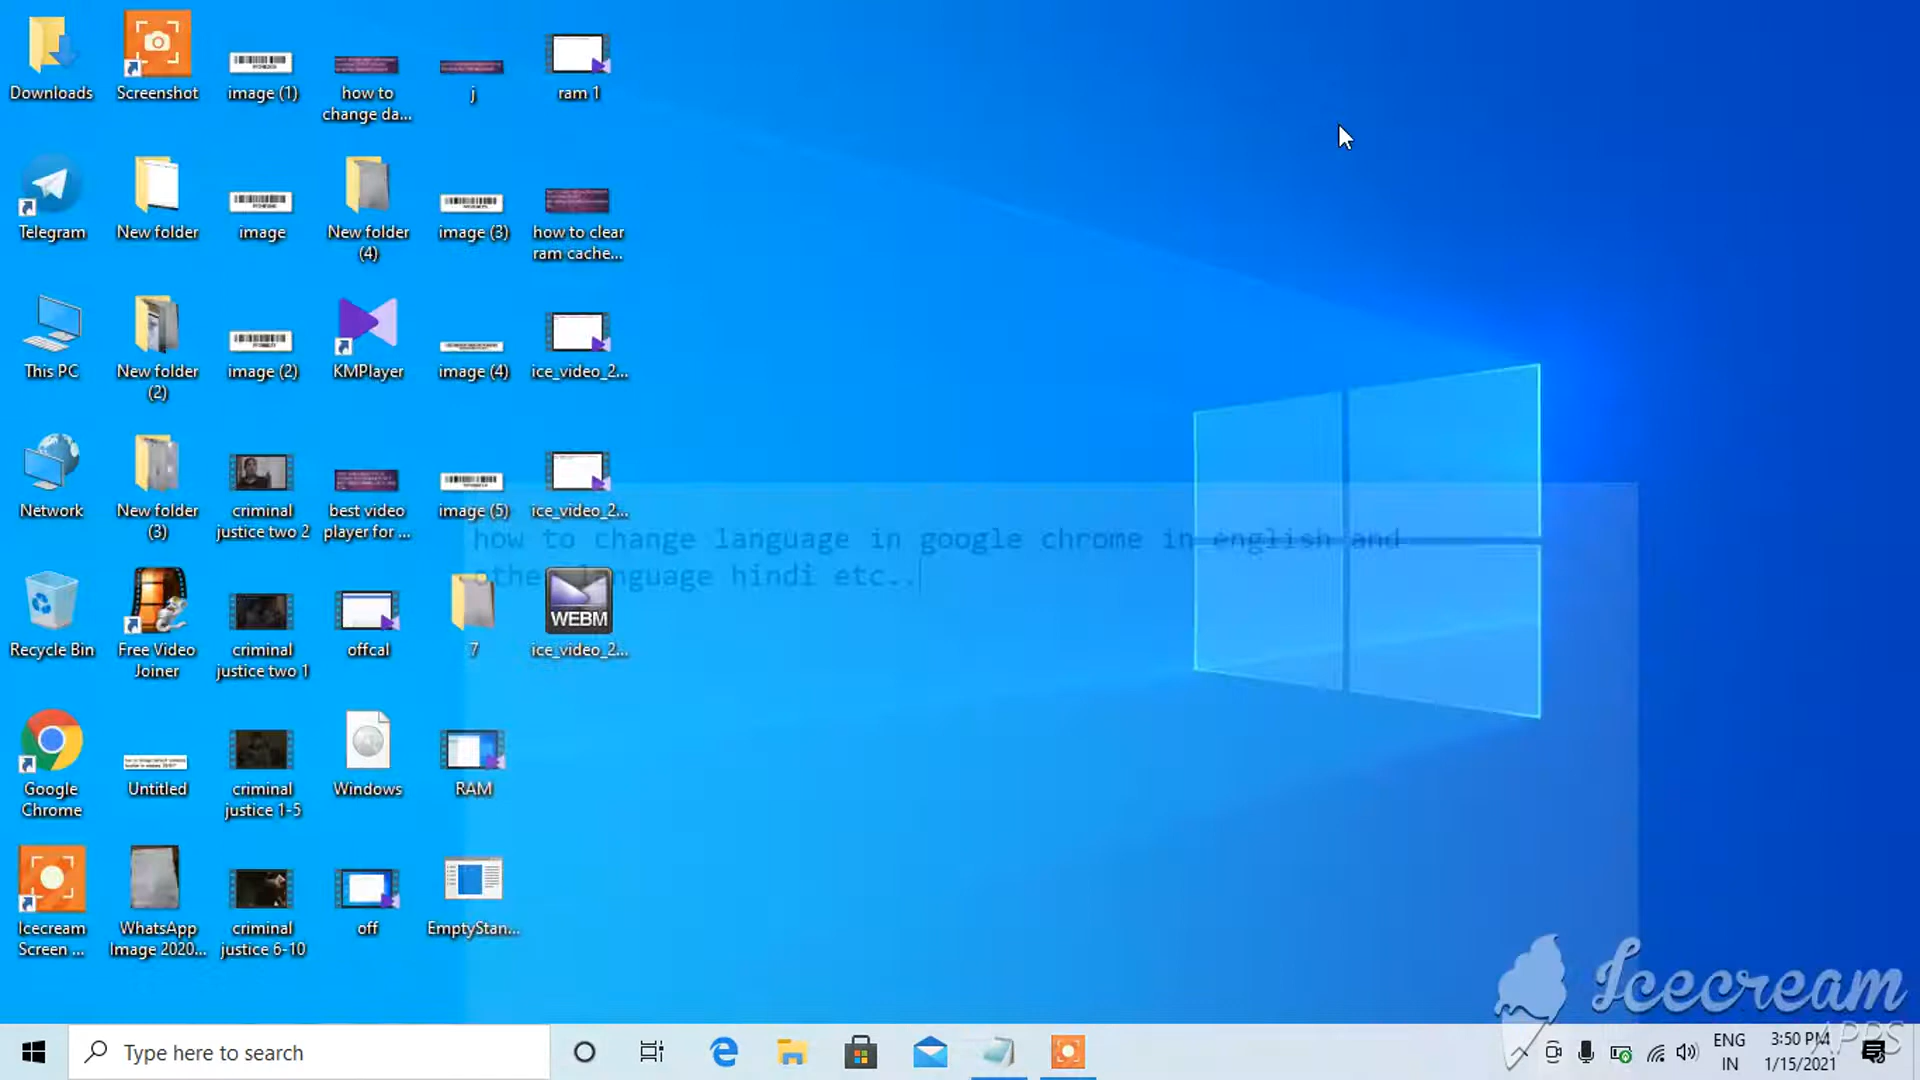 Downloads
Screenshot
image (1)
how to
change da...
j
ram 1
Telegram
New folder
image
New folder
(4)
image (3)
how to clear
ram cache...
This PC
New folder
(2)
image (2)
KMPlayer
image (4)
ice_video_2...
Network
New folder
(3)
criminal
justice two 2
best video
player for ...
image (5)
ice_video_2...
how to change language in google chrome in english and
other language hindi etc..
Recycle Bin
Free Video
Joiner
criminal
justice two 1
offcal
7
WEBM
ice_video_2...
Google
Chrome
Untitled
criminal
justice 1-5
Windows
RAM
Icecream
Screen ...
WhatsApp
Image 2020...
criminal
justice 6-10
off
EmptyStan...
Icecream
APPS
Type here to search
ENG
IN
3:50 PM
1/15/2021